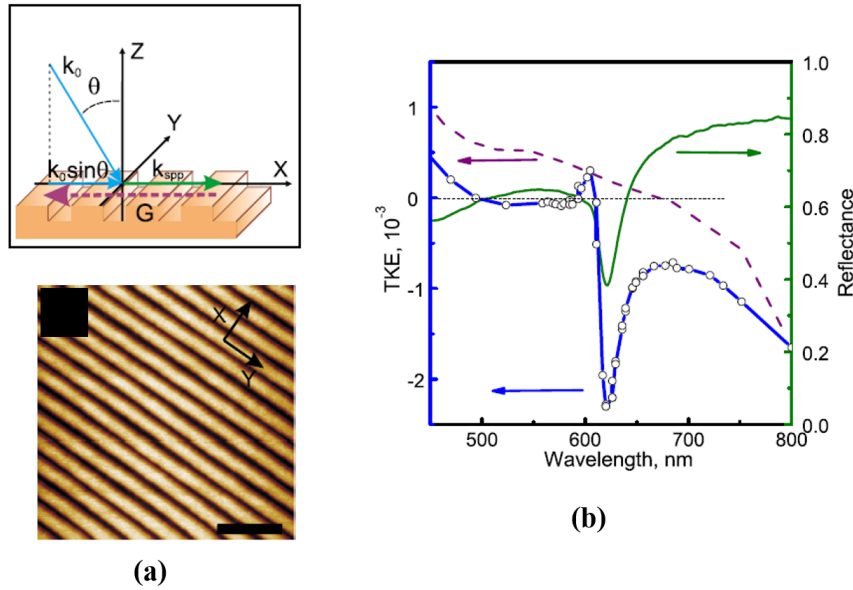 Z
k₀
θ
Y
k₀sinθ
k_spp
X
G
X
Y
(a)
1
0
-1
-2
TKE, 10⁻³
1.0
0.8
0.6
0.4
0.2
0.0
Reflectance
500 600 700 800
Wavelength, nm
(b)